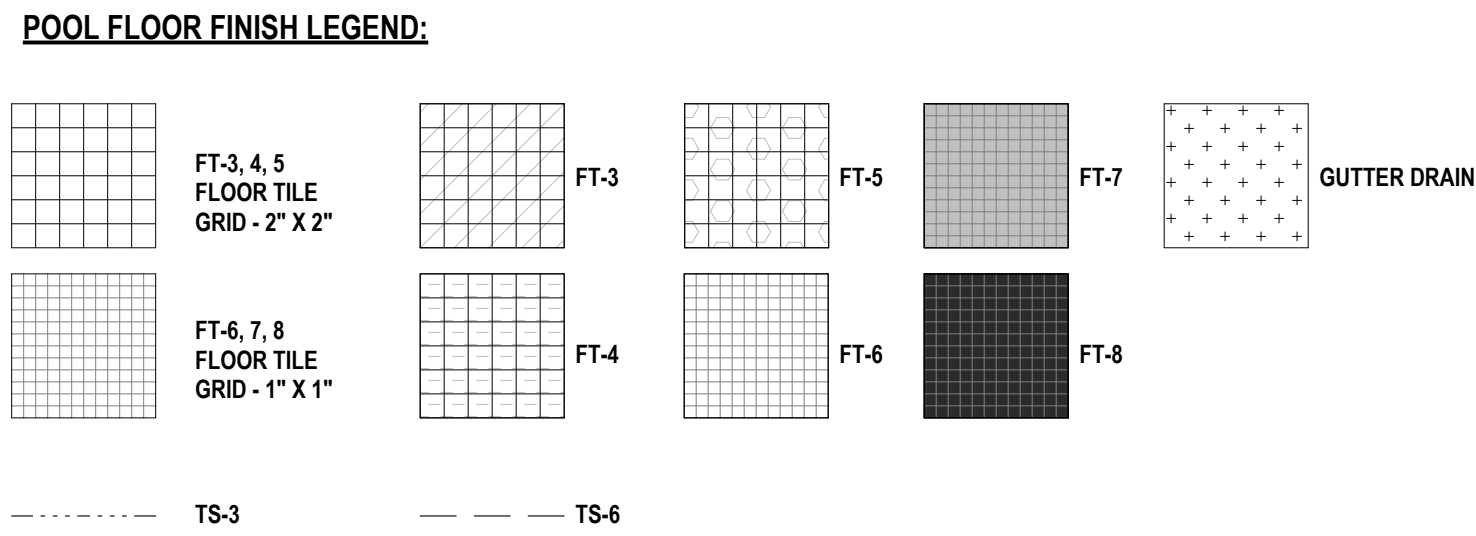 POOL FLOOR FINISH LEGEND:
FT-3, 4, 5
FLOOR TILE
GRID - 2" X 2"
FT-3
FT-5
FT-7
GUTTER DRAIN
FT-6, 7, 8
FLOOR TILE
GRID - 1" X 1"
FT-4
FT-6
FT-8
TS-3
TS-6